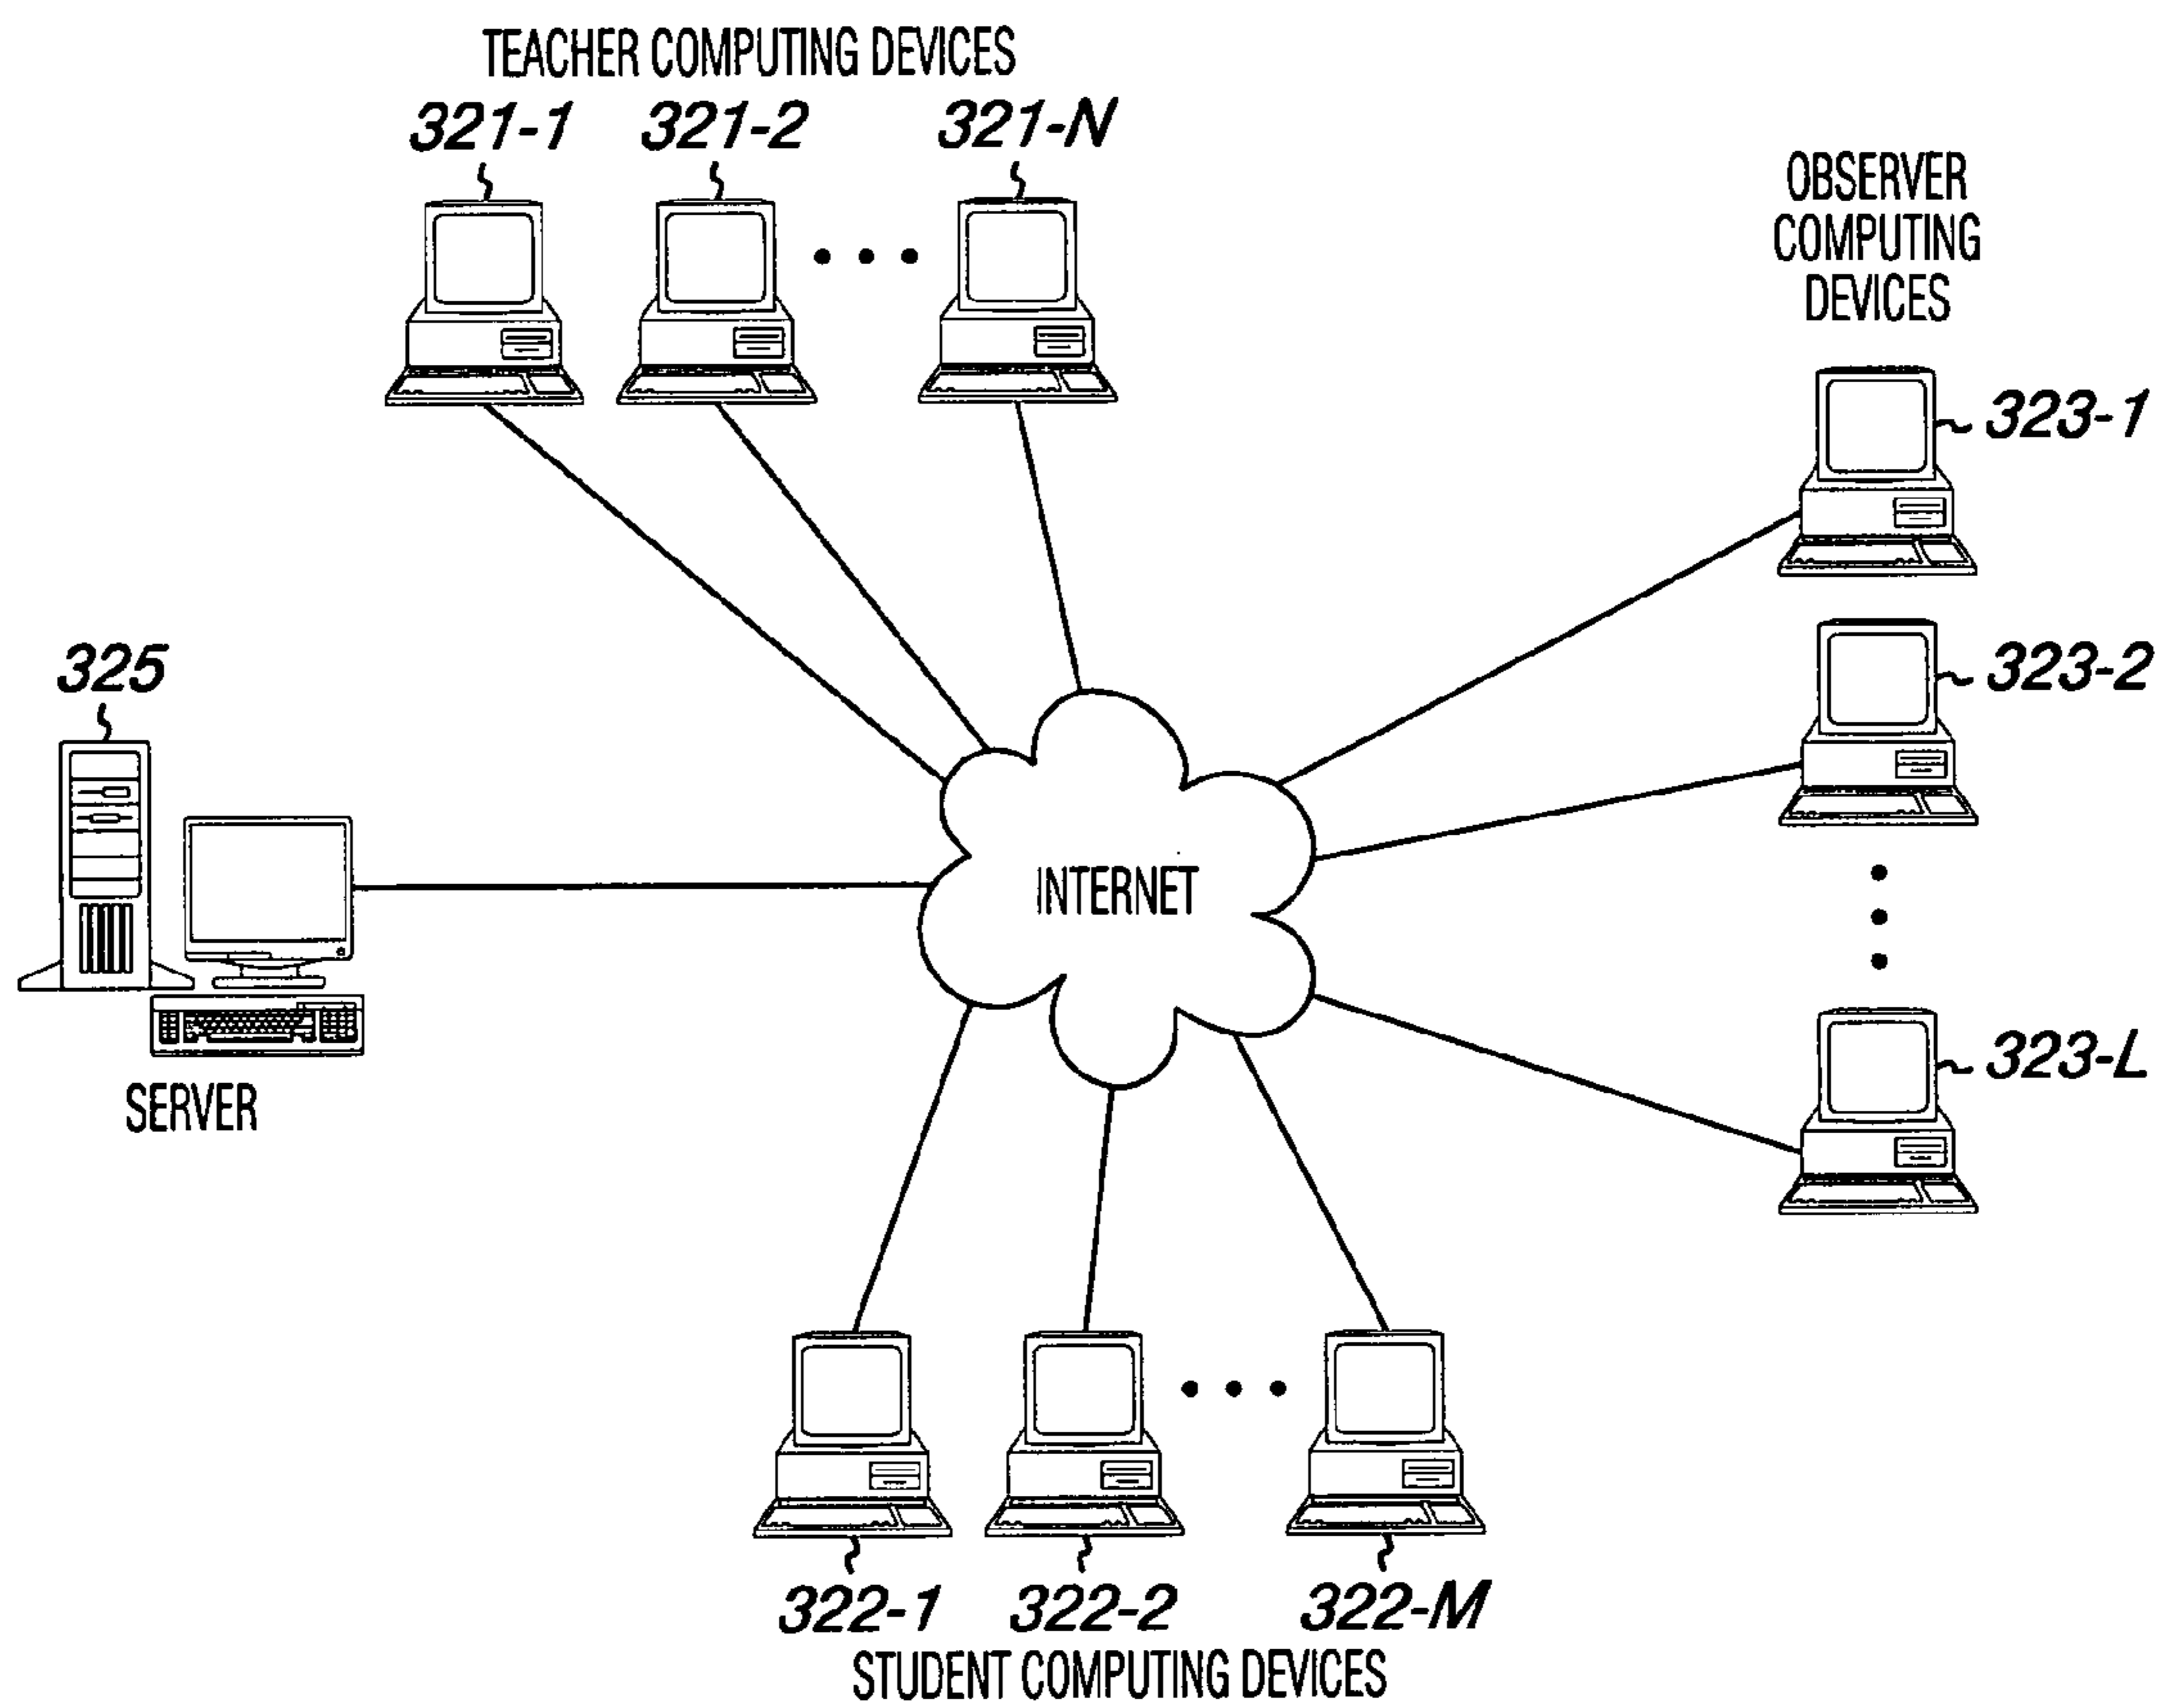 TEACHER COMPUTING DEVICES
321-1 321-2 321-N
OBSERVER
COMPUTING
DEVICES
323-1
323-2
323-L
325
SERVER
INTERNET
322-1 322-2 322-M
STUDENT COMPUTING DEVICES